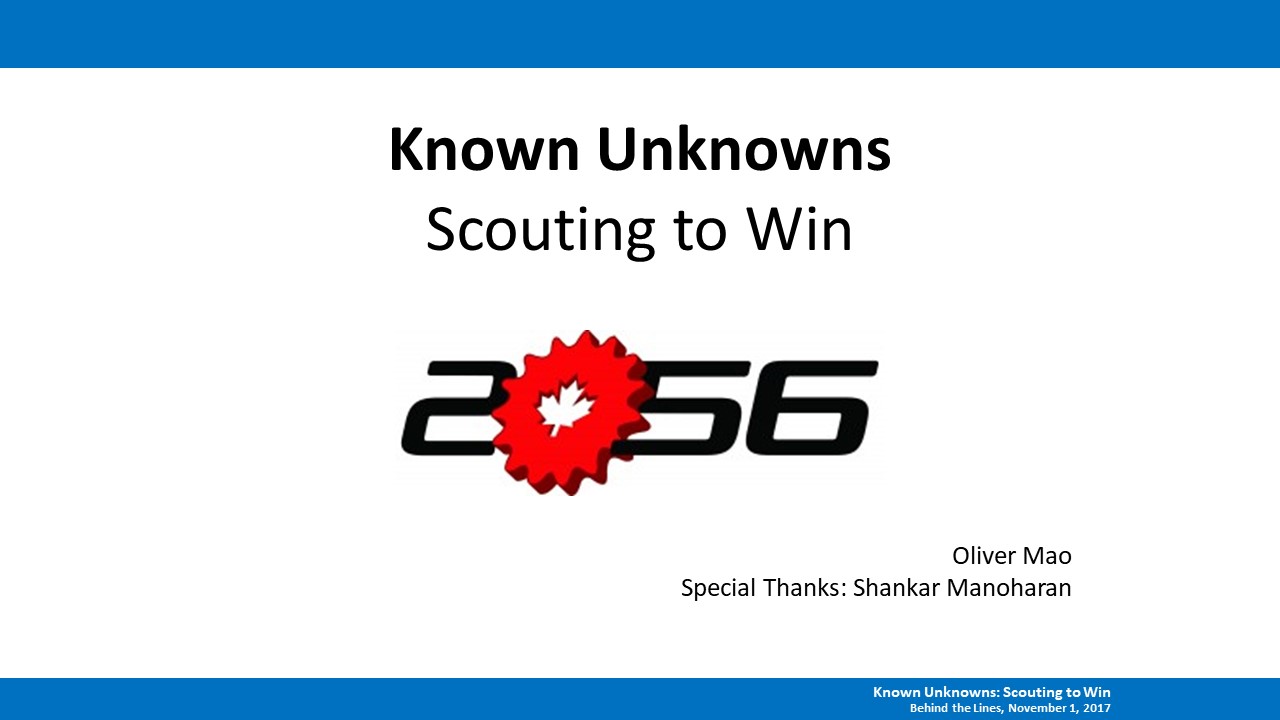 Known Unknowns
Scouting to Win
2056
Oliver Mao
Special Thanks: Shankar Manoharan
Known Unknowns: Scouting to Win
Behind the Lines, November 1, 2017